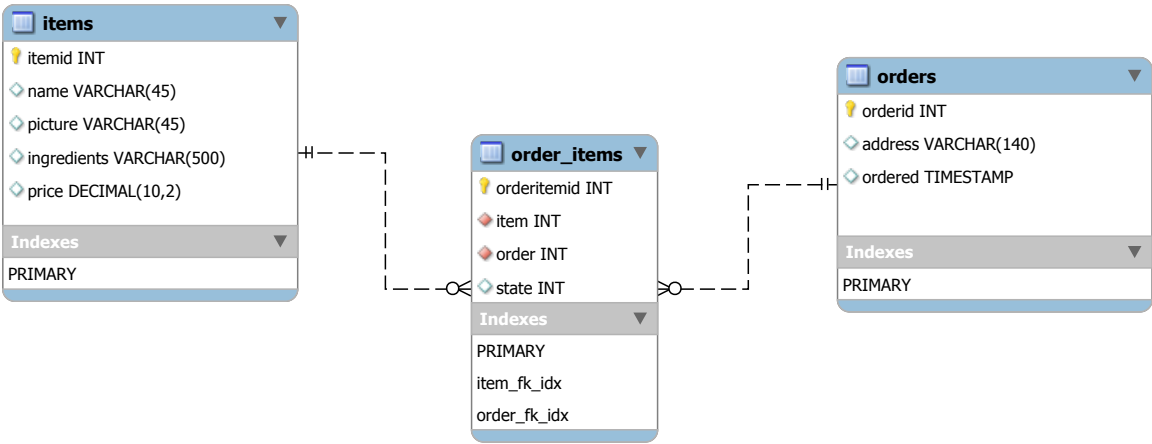 items
itemid INT
name VARCHAR(45)
picture VARCHAR(45)
ingredients VARCHAR(500)
price DECIMAL(10,2)
Indexes
PRIMARY
order_items
orderitemid INT
item INT
order INT
state INT
Indexes
PRIMARY
item_fk_idx
order_fk_idx
orders
orderid INT
address VARCHAR(140)
ordered TIMESTAMP
Indexes
PRIMARY